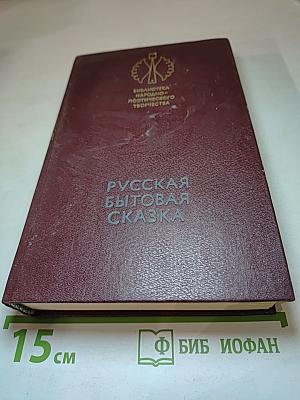 БИБЛИОТЕКА
НАРОДНО-
ПОЭТИЧЕСКОГО
ТВОРЧЕСТВА
РУССКАЯ
БЫТОВАЯ
СКАЗКА
15 см
Ф БИБ ИОФАН